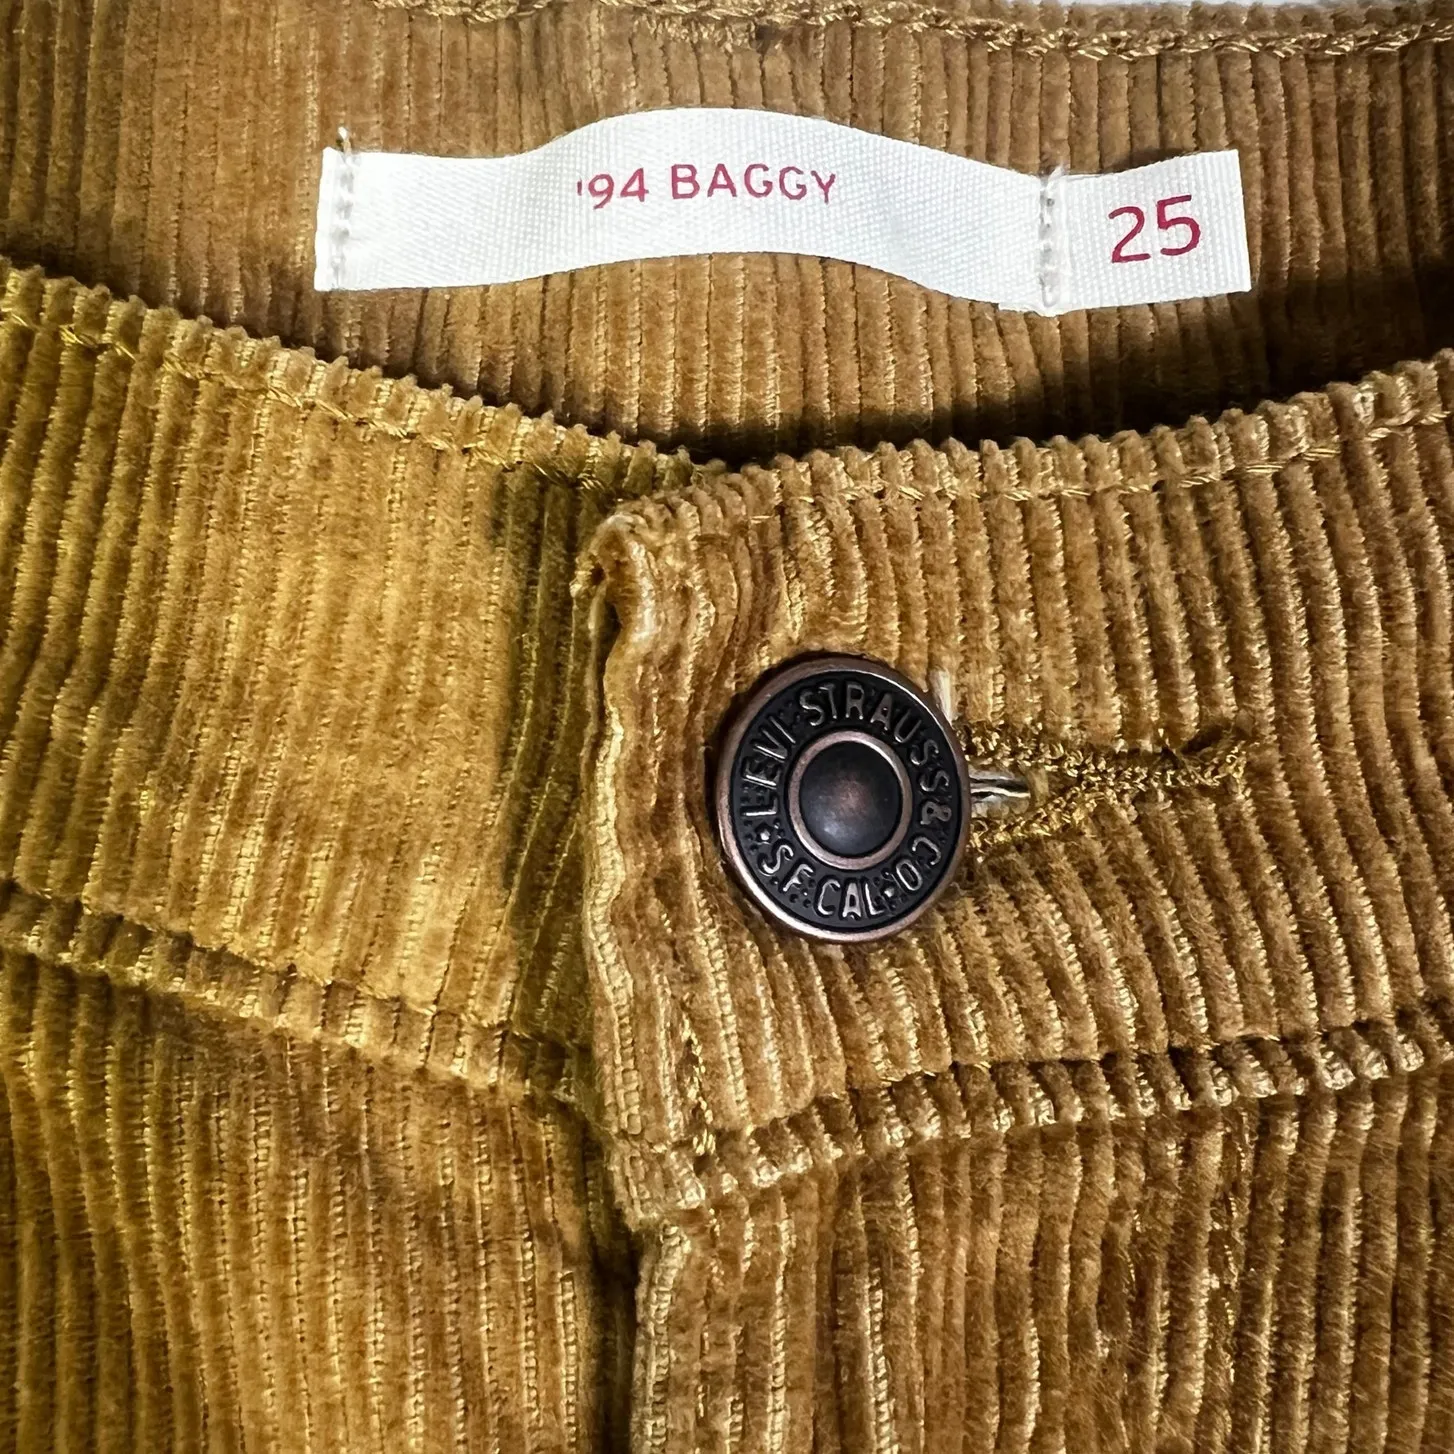 '94 BAGGY
25
LEVI STRAUSS & CO.
S.F. CAL.